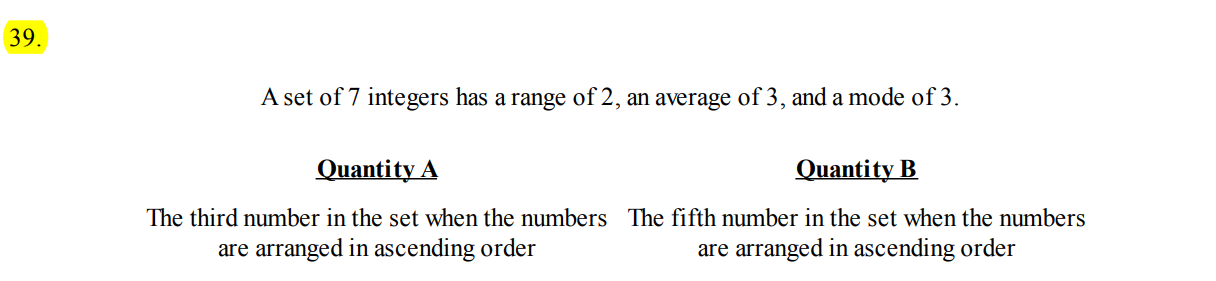 39.
A set of 7 integers has a range of 2, an average of 3, and a mode of 3.
Quantity A
Quantity B
The third number in the set when the numbers
are arranged in ascending order
The fifth number in the set when the numbers
are arranged in ascending order